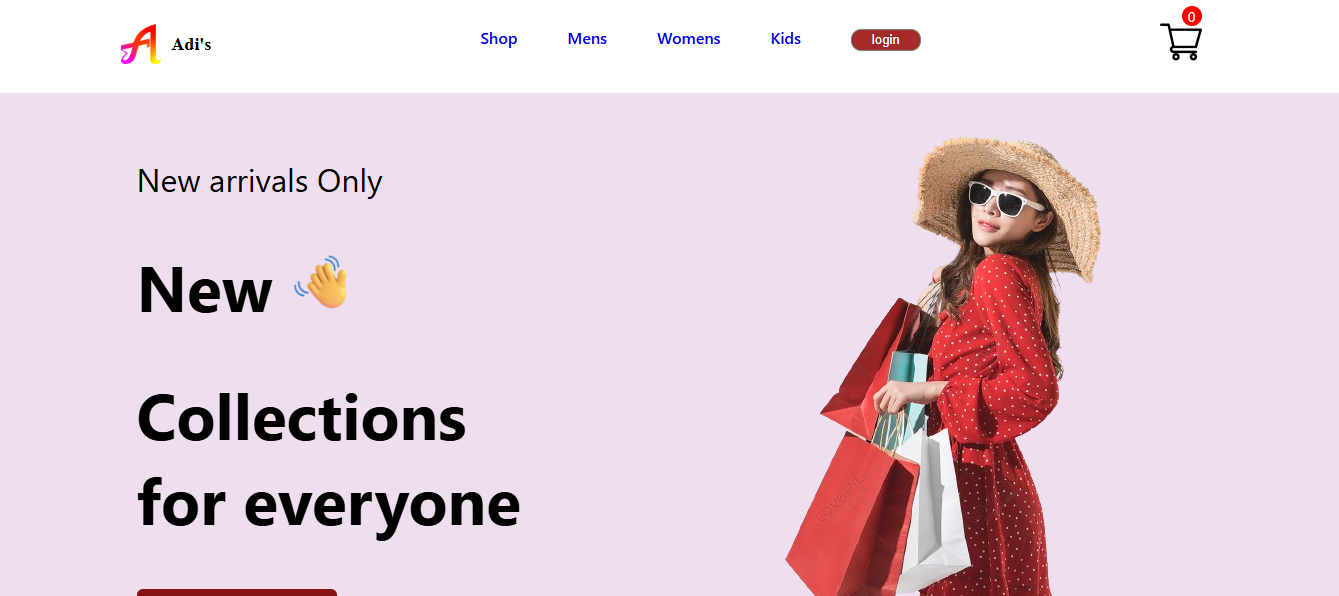 Adi's
Shop
Mens
Womens
Kids
login
0
New arrivals Only
New 👋
Collections
for everyone
lovepik